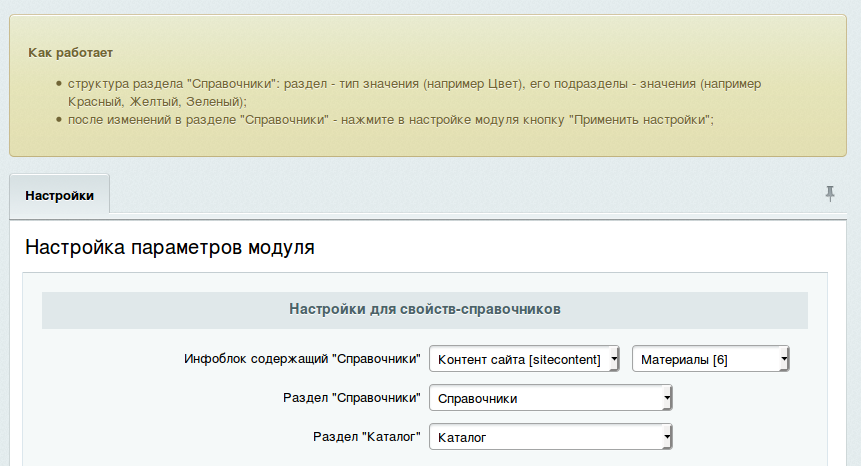 Как работает
• структура раздела "Справочники": раздел - тип значения (например Цвет), его подразделы - значения (например
Красный, Желтый, Зеленый);
• после изменений в разделе "Справочники" - нажмите в настройке модуля кнопку "Применить настройки";
Настройки
Настройка параметров модуля
Настройки для свойств-справочников
Инфоблок содержащий "Справочники" Контент сайта [sitecontent] Материалы [6]
Раздел "Справочники" Справочники
Раздел "Каталог" Каталог